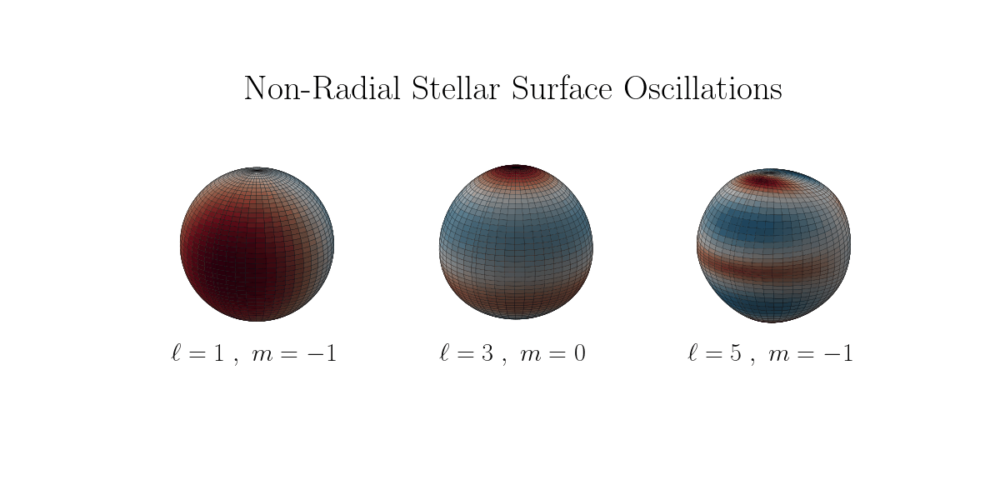 Non-Radial Stellar Surface Oscillations
ℓ = 1 , m = −1
ℓ = 3 , m = 0
ℓ = 5 , m = −1